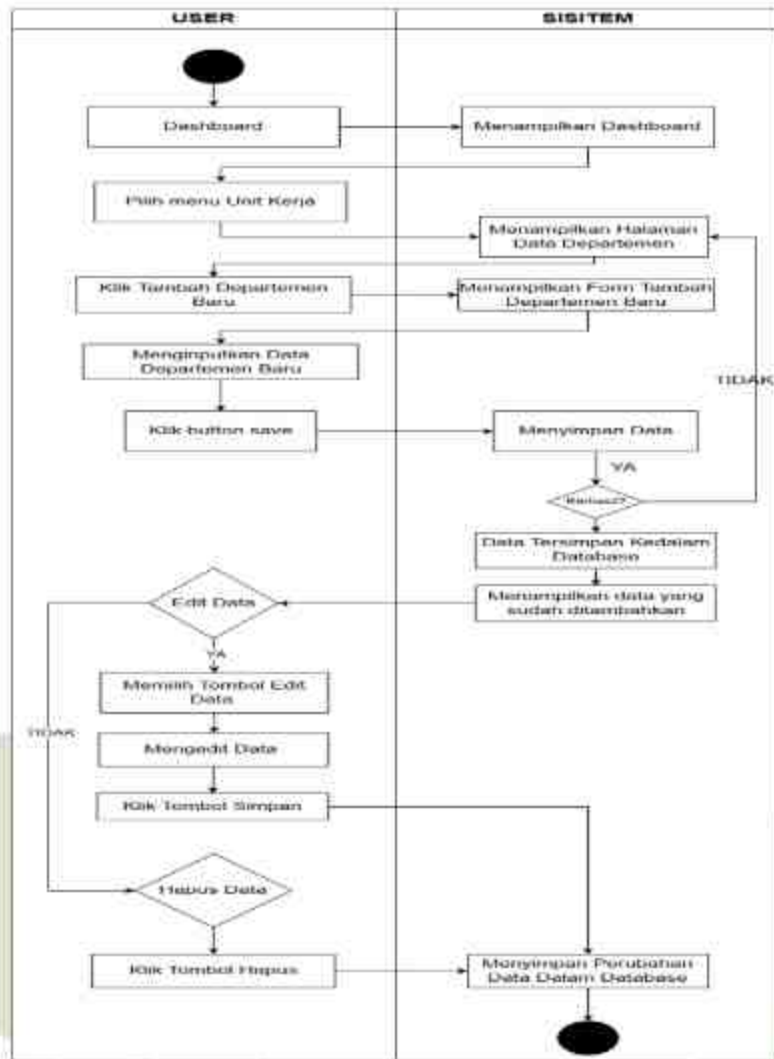 USER
SISITEM
Dashboard
Menampilkan Dashboard
Pilih menu Unit Kerja
Menampilkan Halaman
Data Departemen
Klik Tambah Departemen
Baru
Menampilkan Form Tambah
Departemen Baru
Menginputkan Data
Departemen Baru
TIDAK
Klik button save
Menyimpan Data
YA
Berhasil?
Data Tersimpan Kedalam
Database
Edit Data
Menampilkan data yang
sudah ditambahkan
YA
Memilih Tombol Edit
Data
TIDAK
Mengedit Data
Klik Tombol Simpan
Hapus Data
Klik Tombol Hapus
Menyimpan Perubahan
Data Dalam Database